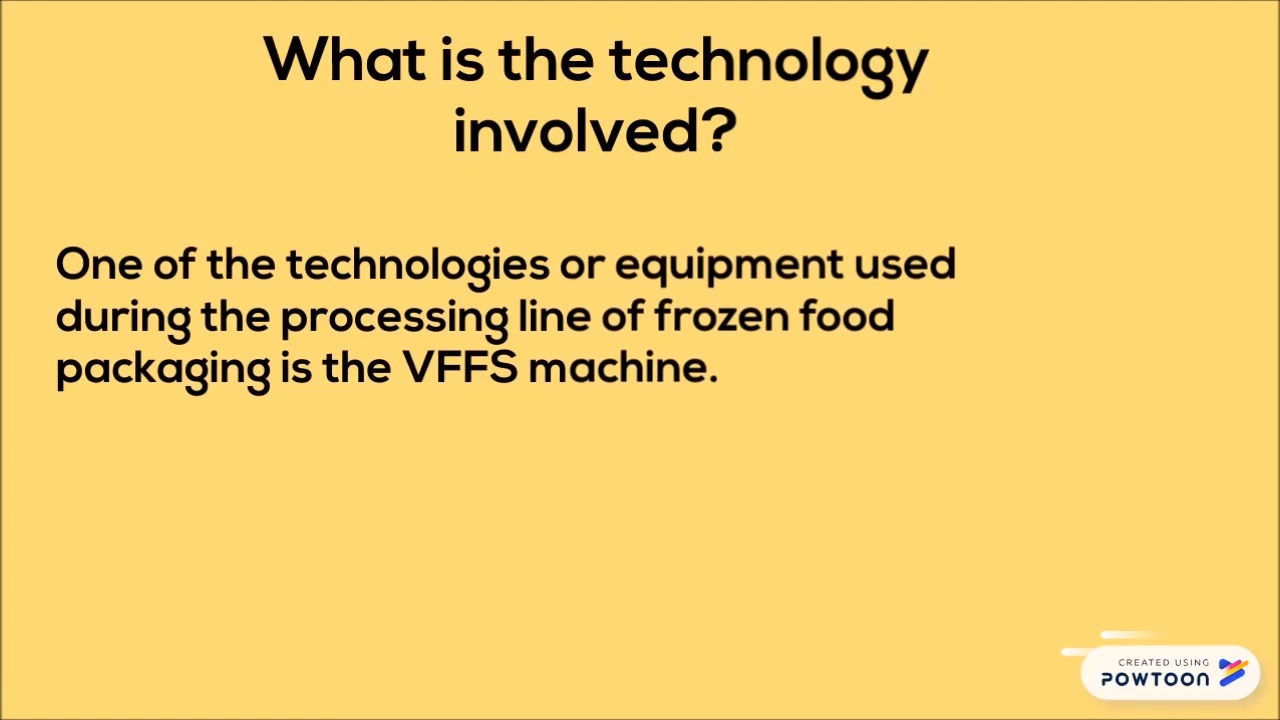 What is the technology
involved?
One of the technologies or equipment used
during the processing line of frozen food
packaging is the VFFS machine.
CREATED USING
POWTOON